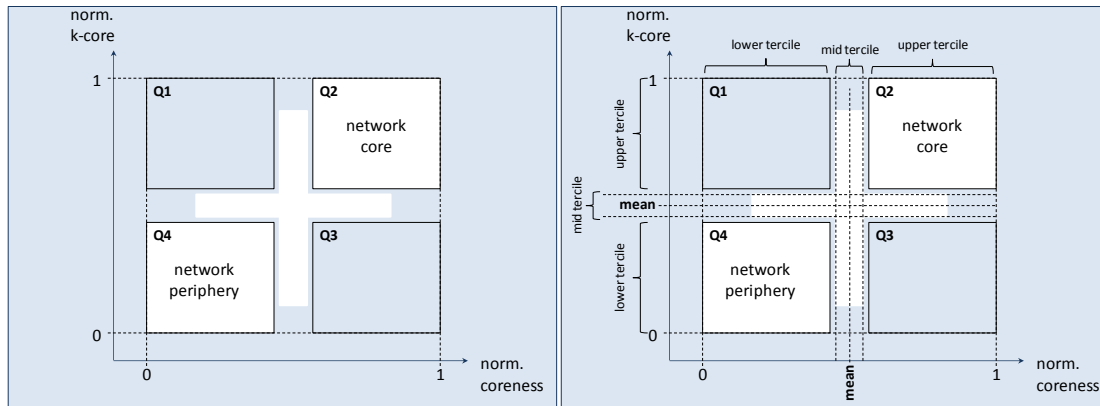 norm.
k-core
1
Q1
Q2
network
core
Q4
network
periphery
Q3
0
0
1
norm.
coreness
norm.
k-core
lower tercile
mid tercile
upper tercile
1
upper tercile
Q1
Q2
network
core
mid tercile
mean
lower tercile
Q4
network
periphery
Q3
0
0
mean
1
norm.
coreness